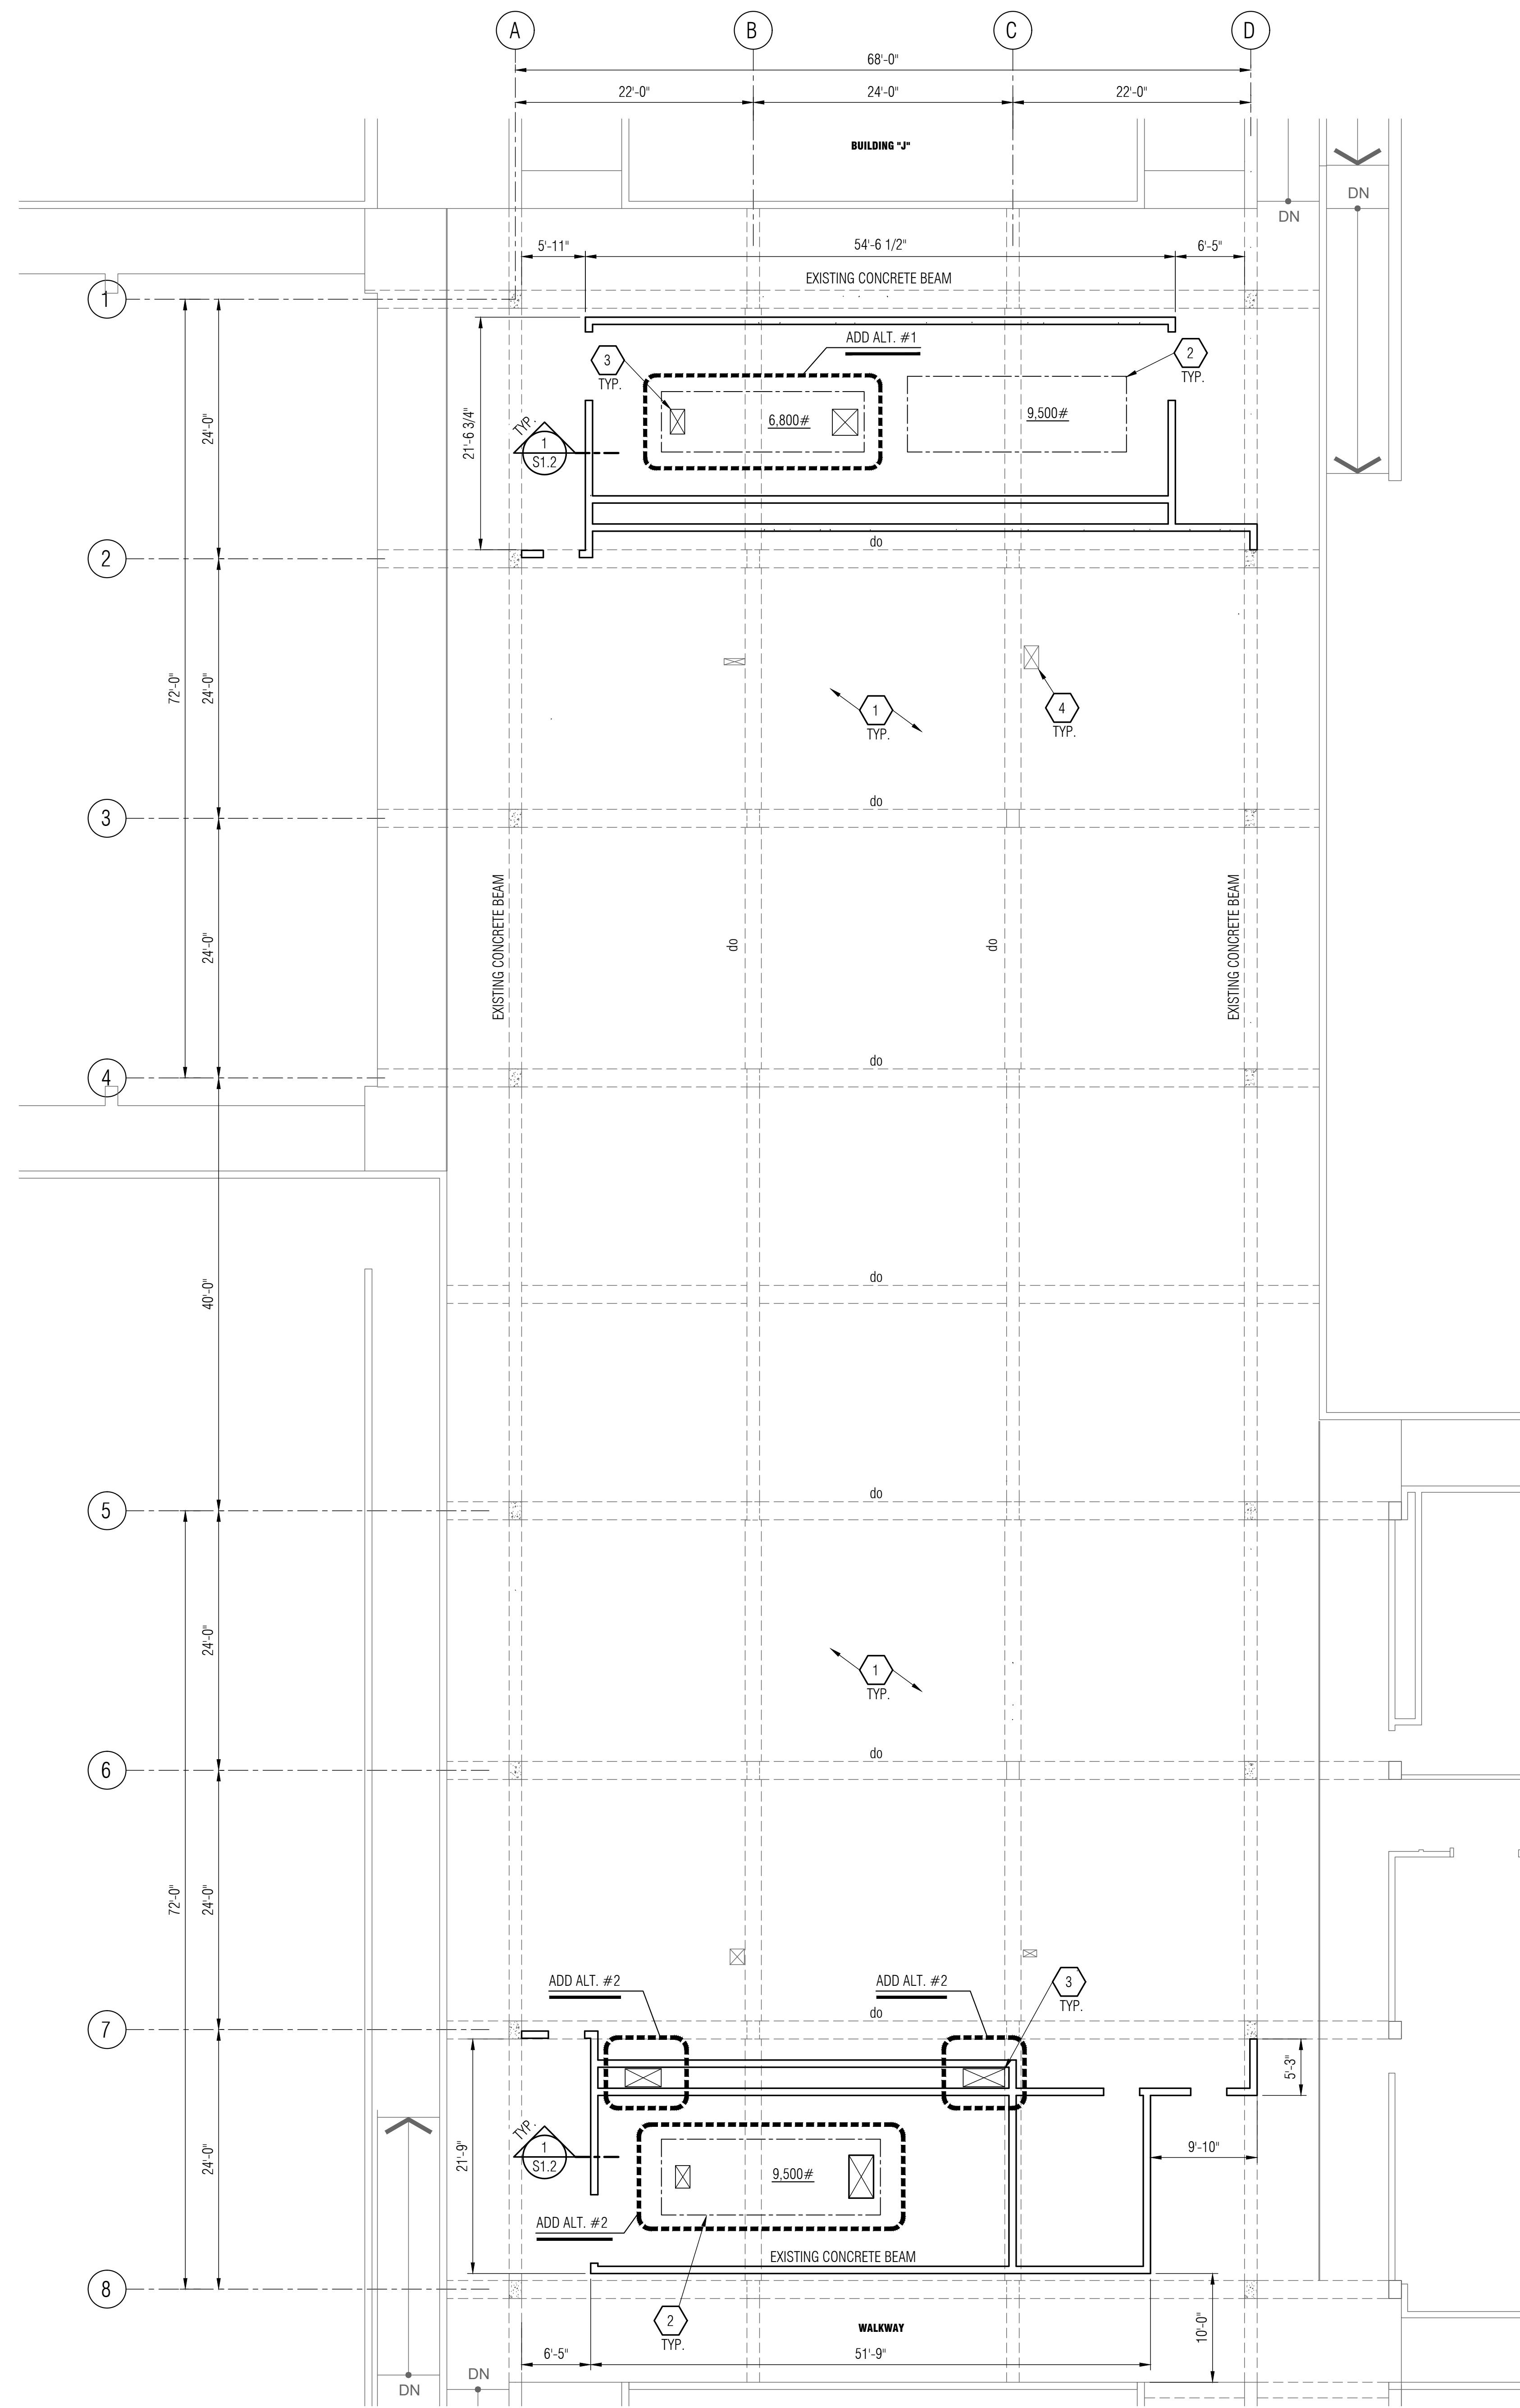 A
B
C
D
68'-0"
22'-0"
24'-0"
22'-0"
BUILDING "J"
DN
DN
5'-11"
54'-6 1/2"
6'-5"
EXISTING CONCRETE BEAM
1
ADD ALT. #1
3
TYP.
2
TYP.
6,800#
9,500#
24'-0"
21'-6 3/4"
TYP.
1
S1.2
do
2
72'-0"
24'-0"
1
TYP.
4
TYP.
do
3
EXISTING CONCRETE BEAM
EXISTING CONCRETE BEAM
24'-0"
do
do
do
4
do
40'-0"
do
5
24'-0"
1
TYP.
do
6
72'-0"
24'-0"
ADD ALT. #2
ADD ALT. #2
3
TYP.
do
7
5'-3"
24'-0"
21'-9"
TYP.
1
S1.2
9,500#
9'-10"
ADD ALT. #2
EXISTING CONCRETE BEAM
8
2
TYP.
WALKWAY
10'-0"
6'-5"
51'-9"
DN
DN